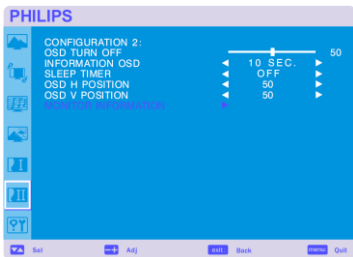 PHILIPS
CONFIGURATION 2:
OSD TURN OFF 50
INFORMATION OSD 10 SEC.
SLEEP TIMER OFF
OSD H POSITION 50
OSD V POSITION 50
MONITOR INFORMATION
Sel Adj exit Back menu Quit